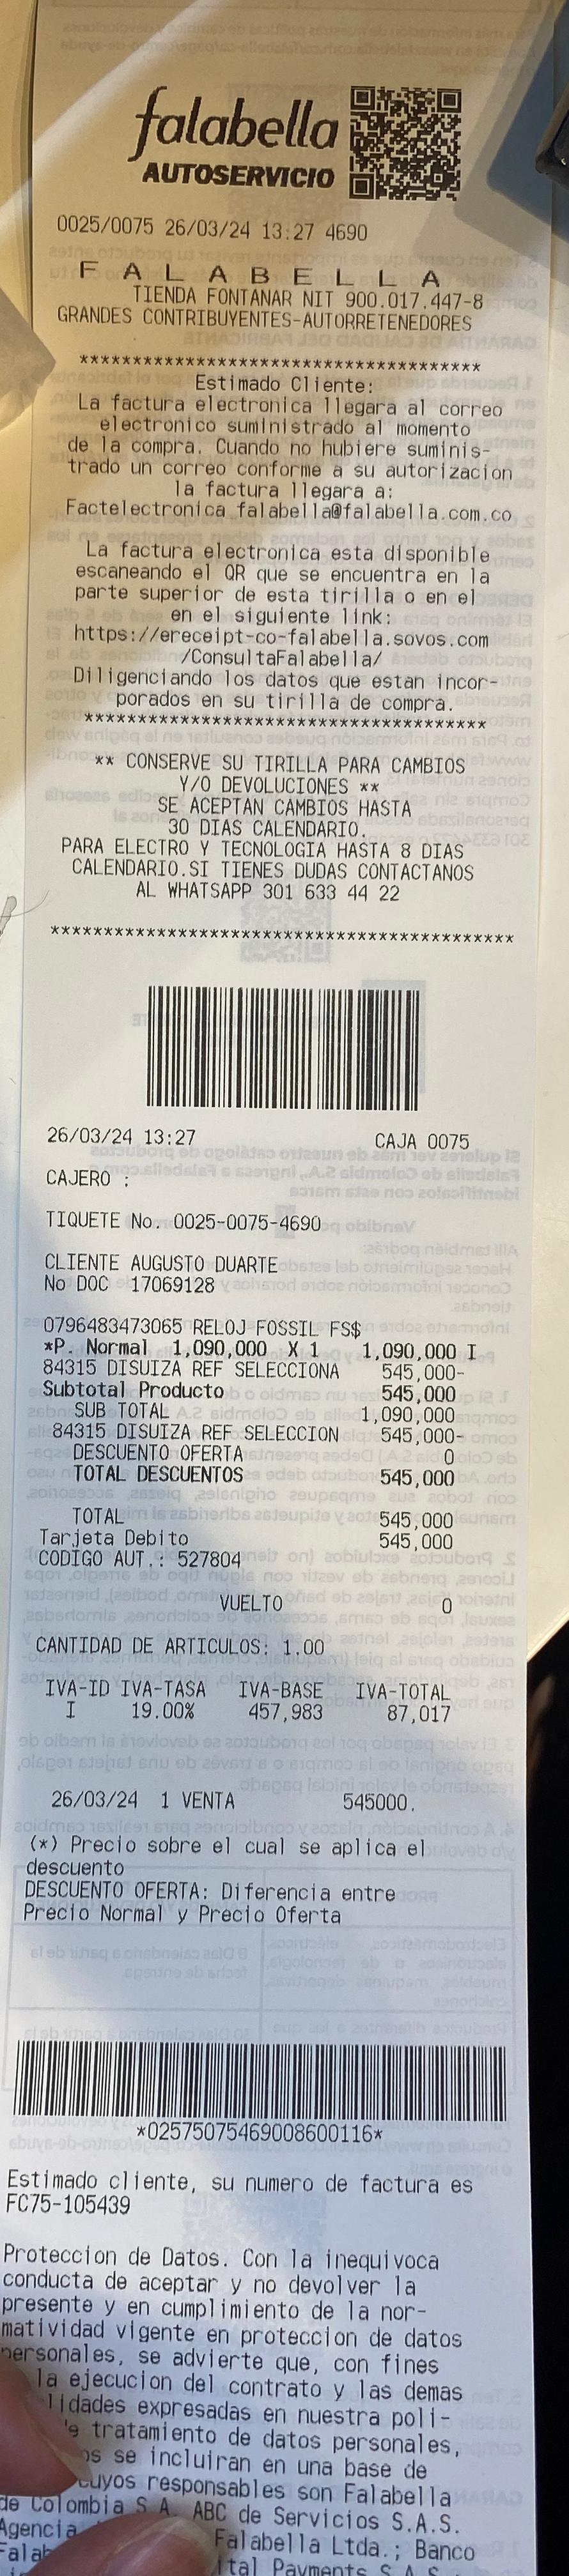 falabella
AUTOSERVICIO
0025/0075 26/03/24 13:27 4690
F A L A B E L L A
TIENDA FONTANAR NIT 900.017.447-8
GRANDES CONTRIBUYENTES-AUTORRETENEDORES
**************************************
Estimado Cliente:
La factura electronica llegara al correo
electronico suministrado al momento
de la compra. Cuando no hubiere suminis-
trado un correo conforme a su autorizacion
la factura llegara a:
Factelectronica falabella@falabella.com.co
La factura electronica esta disponible
escaneando el QR que se encuentra en la
parte superior de esta tirilla o en el
en el siguiente link:
https://ereceipt-co-falabella.sovos.com
/ConsultaFalabella/
Diligenciando los datos que estan incor-
porados en su tirilla de compra.
**************************************
** CONSERVE SU TIRILLA PARA CAMBIOS
Y/O DEVOLUCIONES **
SE ACEPTAN CAMBIOS HASTA
30 DIAS CALENDARIO.
PARA ELECTRO Y TECNOLOGIA HASTA 8 DIAS
CALENDARIO.SI TIENES DUDAS CONTACTANOS
AL WHATSAPP 301 633 44 22
********************************************
26/03/24 13:27 CAJA 0075
CAJERO :
TIQUETE No. 0025-0075-4690
CLIENTE AUGUSTO DUARTE
No DOC 17069128
0796483473065 RELOJ FOSSIL FS$
*P. Normal 1,090,000 X 1 1,090,000 I
84315 DISUIZA REF SELECCIONA 545,000-
Subtotal Producto 545,000
SUB TOTAL 1,090,000
84315 DISUIZA REF SELECCION 545,000-
DESCUENTO OFERTA 0
TOTAL DESCUENTOS 545,000
TOTAL 545,000
Tarjeta Debito 545,000
CODIGO AUT.: 527804
VUELTO 0
CANTIDAD DE ARTICULOS: 1.00
IVA-ID IVA-TASA IVA-BASE IVA-TOTAL
I 19.00% 457,983 87,017
26/03/24 1 VENTA 545000.
(*) Precio sobre el cual se aplica el
descuento
DESCUENTO OFERTA: Diferencia entre
Precio Normal y Precio Oferta
*02575075469008600116*
Estimado cliente, su numero de factura es
FC75-105439
Proteccion de Datos. Con la inequivoca
conducta de aceptar y no devolver la
presente y en cumplimiento de la nor-
matividad vigente en proteccion de datos
personales, se advierte que, con fines
la ejecucion del contrato y las demas
lidades expresadas en nuestra poli-
tratamiento de datos personales,
se incluiran en una base de
cuyos responsables son Falabella
de Colombia S.A. ABC de Servicios S.A.S.
Agencia Falabella Ltda.; Banco
Falab ital Payments S.A.S